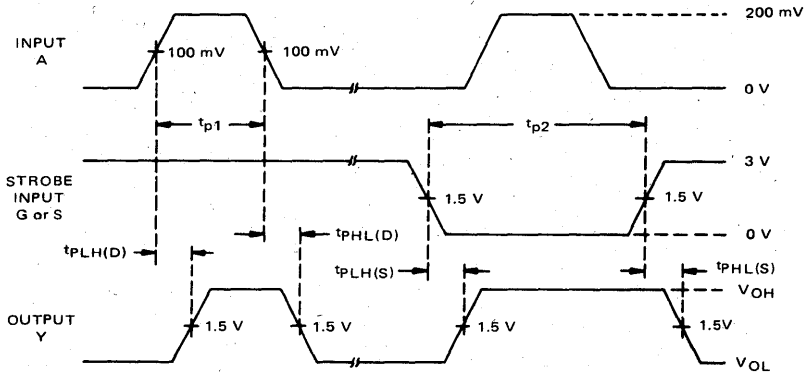 INPUT
A
100 mV
100 mV
200 mV
0 V
tp1
tp2
STROBE
INPUT
G or S
1.5 V
1.5 V
3 V
0 V
tPLH(D)
tPHL(D)
tPLH(S)
tPHL(S)
OUTPUT
Y
1.5 V
1.5 V
1.5 V
1.5V
VOH
VOL